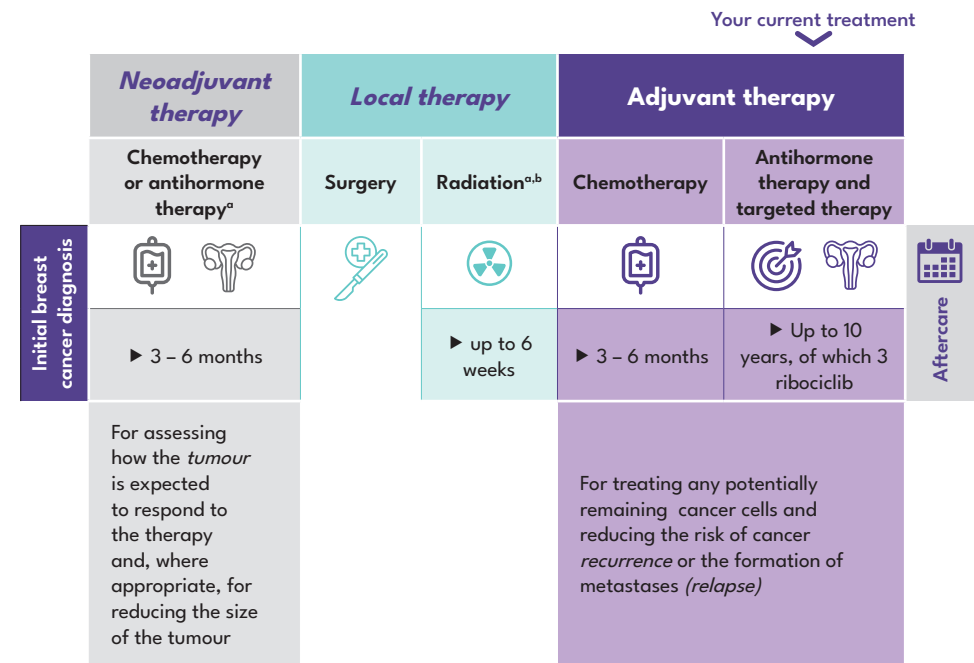 Your current treatment
Neoadjuvant
therapy
Local therapy
Adjuvant therapy
Chemotherapy
or antihormone
therapyᵃ
Surgery
Radiationᵃ,ᵇ
Chemotherapy
Antihormone
therapy and
targeted therapy
Initial breast
cancer diagnosis
▶ 3 – 6 months
▶ up to 6
weeks
▶ 3 – 6 months
▶ Up to 10
years, of which 3
ribociclib
Aftercare
For assessing
how the tumour
is expected
to respond to
the therapy
and, where
appropriate, for
reducing the size
of the tumour
For treating any potentially
remaining cancer cells and
reducing the risk of cancer
recurrence or the formation of
metastases (relapse)